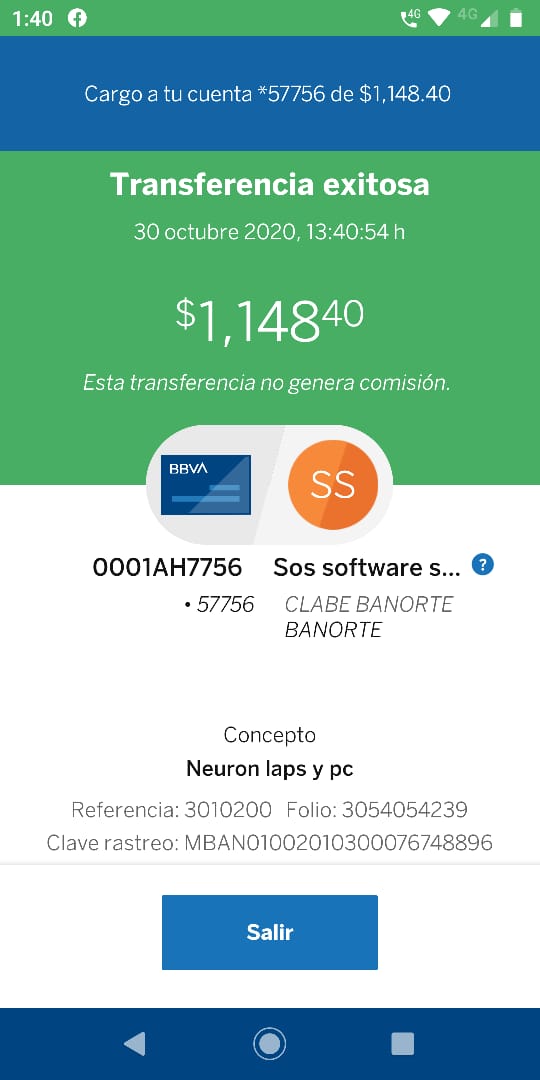 1:40
4G 4G
Cargo a tu cuenta *57756 de $1,148.40
Transferencia exitosa
30 octubre 2020, 13:40:54 h
$1,14840
Esta transferencia no genera comisión.
BBVA SS
0001AH7756 Sos software s... ?
• 57756 CLABE BANORTE
BANORTE
Concepto
Neuron laps y pc
Referencia: 3010200 Folio: 3054054239
Clave rastreo: MBAN01002010300076748896
Salir